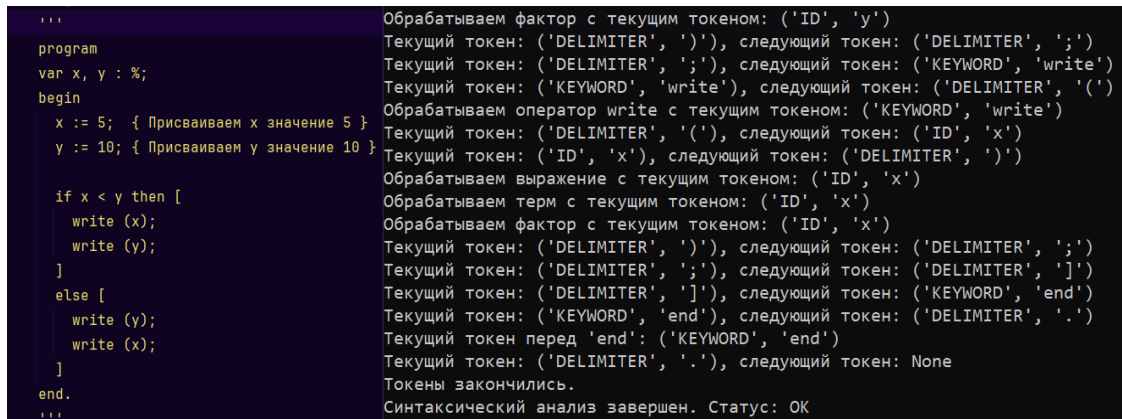 '''
program
var x, y : %;
begin
  x := 5;  { Присваиваем x значение 5 }
  y := 10; { Присваиваем y значение 10 }

  if x < y then [
    write (x);
    write (y);
  ]
  else [
    write (y);
    write (x);
  ]
end.
'''
Обрабатываем фактор с текущим токеном: ('ID', 'y')
Текущий токен: ('DELIMITER', ')'), следующий токен: ('DELIMITER', ';')
Текущий токен: ('DELIMITER', ';'), следующий токен: ('KEYWORD', 'write')
Текущий токен: ('KEYWORD', 'write'), следующий токен: ('DELIMITER', '(')
Обрабатываем оператор write с текущим токеном: ('KEYWORD', 'write')
Текущий токен: ('DELIMITER', '('), следующий токен: ('ID', 'x')
Текущий токен: ('ID', 'x'), следующий токен: ('DELIMITER', ')')
Обрабатываем выражение с текущим токеном: ('ID', 'x')
Обрабатываем терм с текущим токеном: ('ID', 'x')
Обрабатываем фактор с текущим токеном: ('ID', 'x')
Текущий токен: ('DELIMITER', ')'), следующий токен: ('DELIMITER', ';')
Текущий токен: ('DELIMITER', ';'), следующий токен: ('DELIMITER', ']')
Текущий токен: ('DELIMITER', ']'), следующий токен: ('KEYWORD', 'end')
Текущий токен: ('KEYWORD', 'end'), следующий токен: ('DELIMITER', '.')
Текущий токен перед 'end': ('KEYWORD', 'end')
Текущий токен: ('DELIMITER', '.'), следующий токен: None
Токены закончились.
Синтаксический анализ завершен. Статус: OK